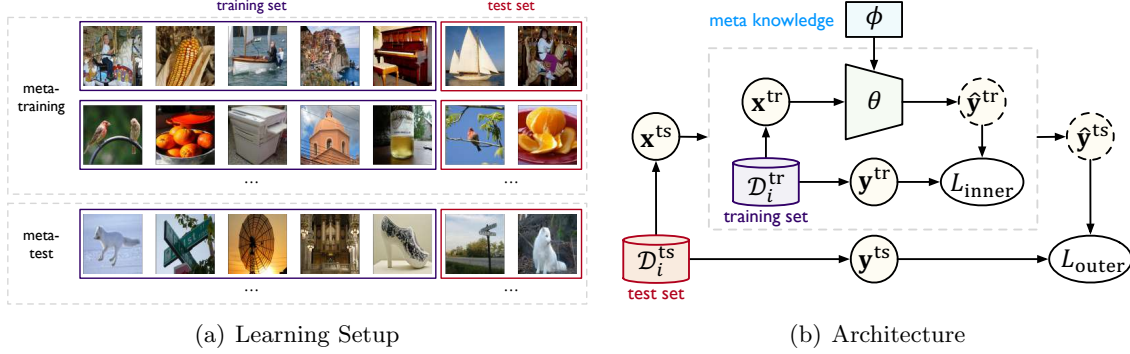 training set
test set
meta-
training
...
...
meta-
test
...
...
(a) Learning Setup
meta knowledge
ϕ
x^tr
θ
ŷ^tr
x^ts
ŷ^ts
D_i^tr
y^tr
L_inner
training set
D_i^ts
y^ts
L_outer
test set
(b) Architecture